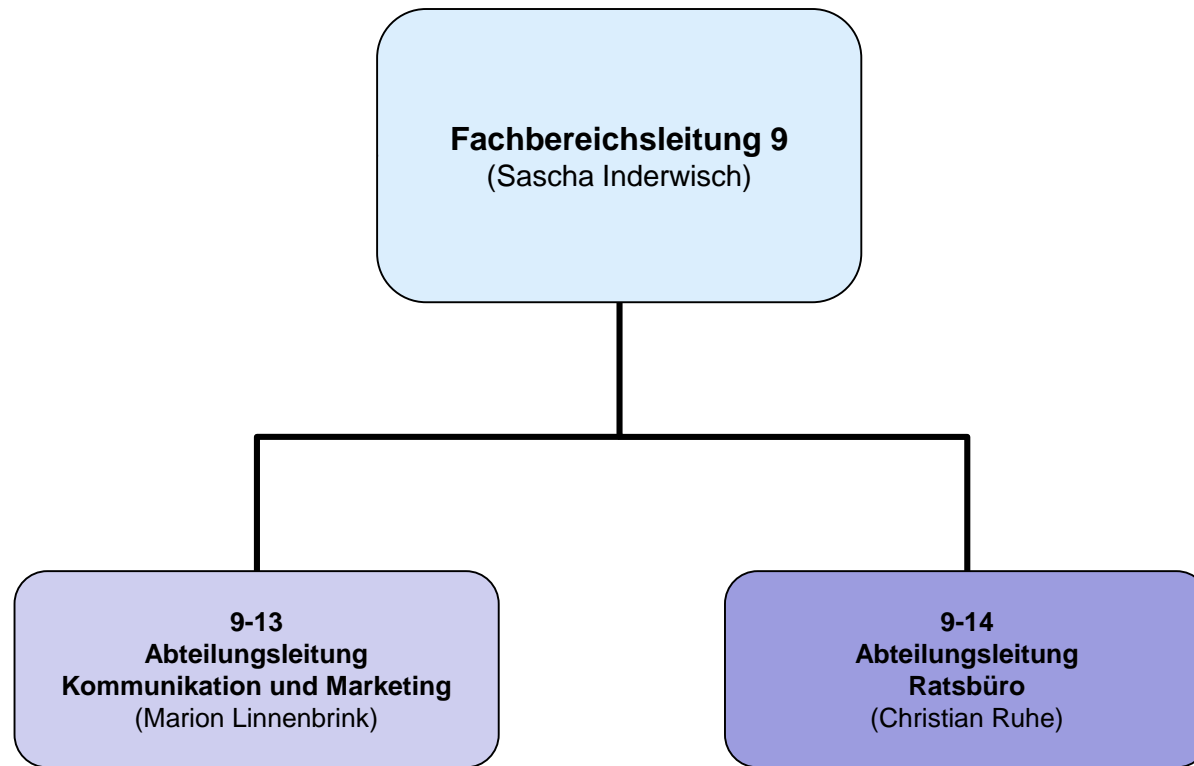 Fachbereichsleitung 9
(Sascha Inderwisch)
9-13
Abteilungsleitung
Kommunikation und Marketing
(Marion Linnenbrink)
9-14
Abteilungsleitung
Ratsbüro
(Christian Ruhe)